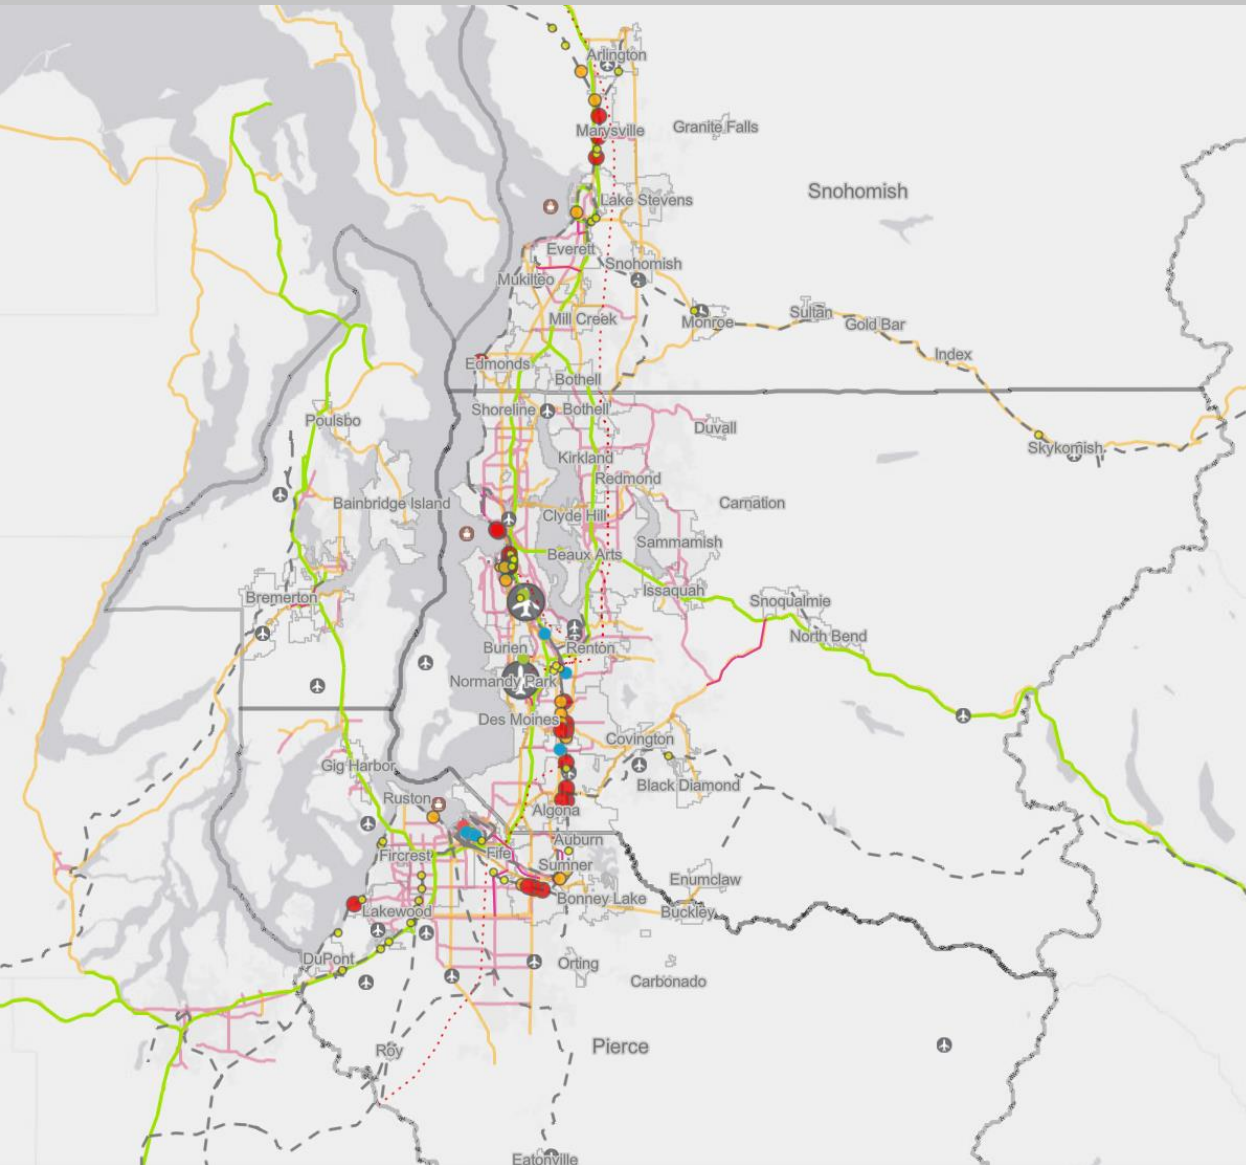 Arlington
Marysville
Granite Falls
Snohomish
Lake Stevens
Everett
Snohomish
Mukilteo
Monroe
Sultan
Gold Bar
Mill Creek
Index
Edmonds
Bothell
Shoreline
Bothell
Poulsbo
Duvall
Skykomish
Kirkland
Redmond
Bainbridge Island
Carnation
Clyde Hill
Sammamish
Beaux Arts
Issaquah
Bremerton
Snoqualmie
North Bend
Burien
Renton
Normandy Park
Des Moines
Covington
Gig Harbor
Black Diamond
Ruston
Algona
Auburn
Fircrest
Fife
Sumner
Enumclaw
Bonney Lake
Lakewood
Buckley
DuPont
Orting
Carbonado
Roy
Pierce
Eatonville